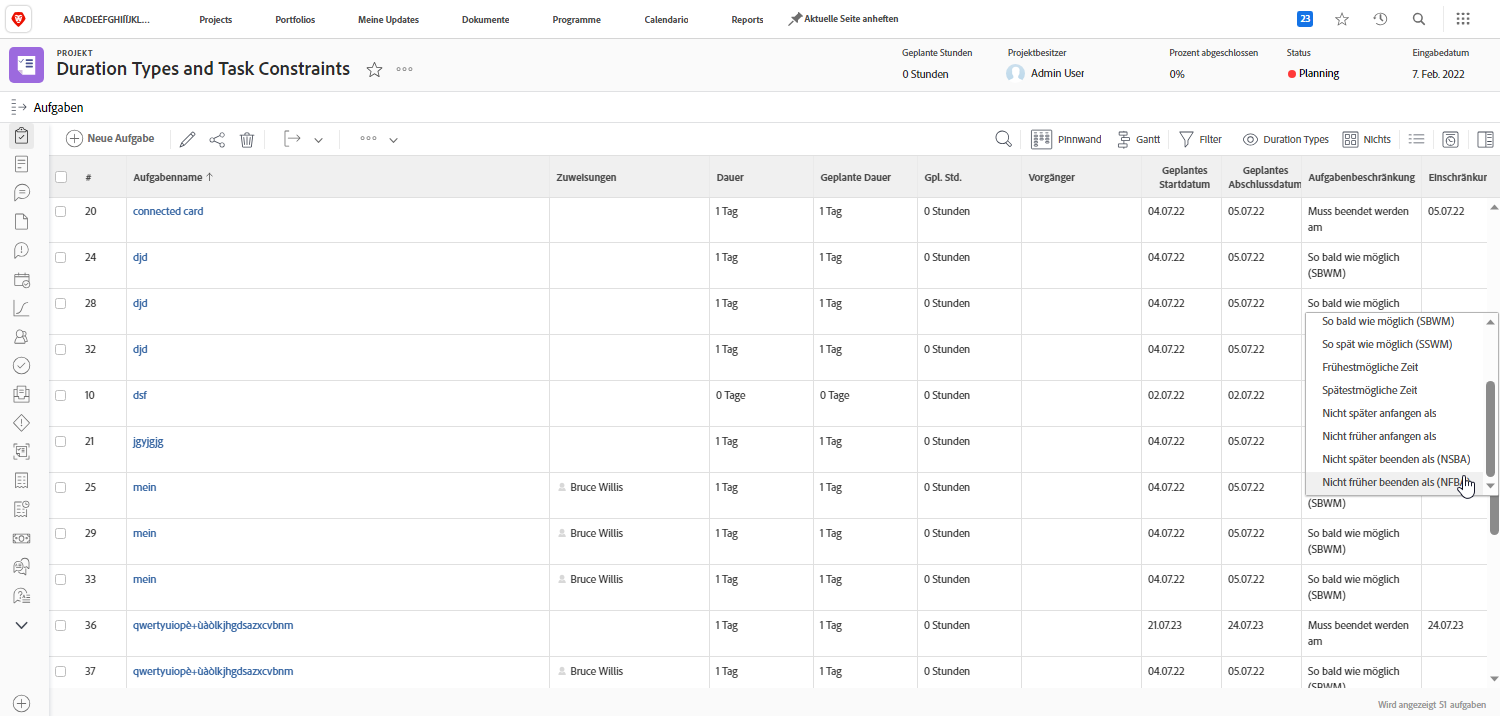 AÁBCDEÉFGHIÍJKL... Projects Portfolios Meine Updates Dokumente Programme Calendario Reports Aktuelle Seite anheften 23
PROJEKT
Duration Types and Task Constraints
Geplante Stunden Projektbesitzer Prozent abgeschlossen Status Eingabedatum
0 Stunden Admin User 0% Planning 7. Feb. 2022
Aufgaben
Neue Aufgabe Pinnwand Gantt Filter Duration Types Nichts
# Aufgabenname Zuweisungen Dauer Geplante Dauer Gpl. Std. Vorgänger Geplantes Startdatum Geplantes Abschlussdatum Aufgabenbeschränkung Einschränkur
20 connected card 1 Tag 1 Tag 0 Stunden 04.07.22 05.07.22 Muss beendet werden am 05.07.22
24 djd 1 Tag 1 Tag 0 Stunden 04.07.22 05.07.22 So bald wie möglich (SBWM)
28 djd 1 Tag 1 Tag 0 Stunden 04.07.22 05.07.22 So bald wie möglich
32 djd 1 Tag 1 Tag 0 Stunden 04.07.22 05.07.22
10 dsf 0 Tage 0 Tage 0 Stunden 02.07.22 02.07.22
21 jgyjgjg 1 Tag 1 Tag 0 Stunden 04.07.22 05.07.22
25 mein Bruce Willis 1 Tag 1 Tag 0 Stunden 04.07.22 05.07.22 (SBWM)
So bald wie möglich (SBWM)
So spät wie möglich (SSWM)
Frühestmögliche Zeit
Spätestmögliche Zeit
Nicht später anfangen als
Nicht früher anfangen als
Nicht später beenden als (NSBA)
Nicht früher beenden als
29 mein Bruce Willis 1 Tag 1 Tag 0 Stunden 04.07.22 05.07.22 So bald wie möglich (SBWM)
33 mein Bruce Willis 1 Tag 1 Tag 0 Stunden 04.07.22 05.07.22 So bald wie möglich (SBWM)
36 qwertyuiopè+ùàòlkjhgdsazxcvbnm 1 Tag 1 Tag 0 Stunden 21.07.23 24.07.23 Muss beendet werden am 24.07.23
37 qwertyuiopè+ùàòlkjhgdsazxcvbnm Bruce Willis 1 Tag 1 Tag 0 Stunden 04.07.22 05.07.22 So bald wie möglich (SBWM)
Wird angezeigt 51 aufgaben